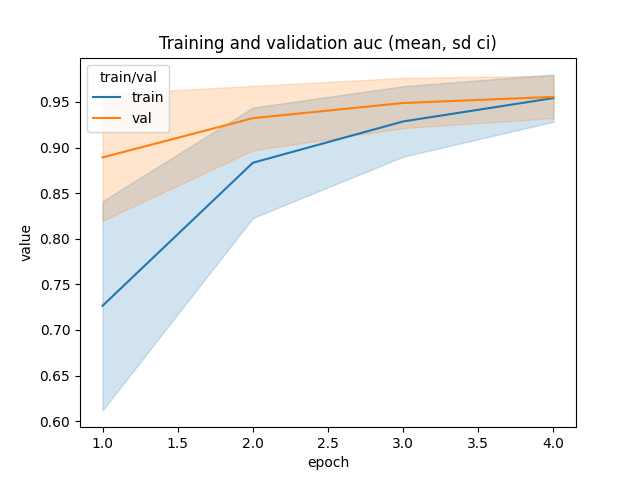 Training and validation auc (mean, sd ci)
train/val
train
val
0.95
0.90
0.85
0.80
0.75
0.70
0.65
0.60
value
1.0 1.5 2.0 2.5 3.0 3.5 4.0
epoch